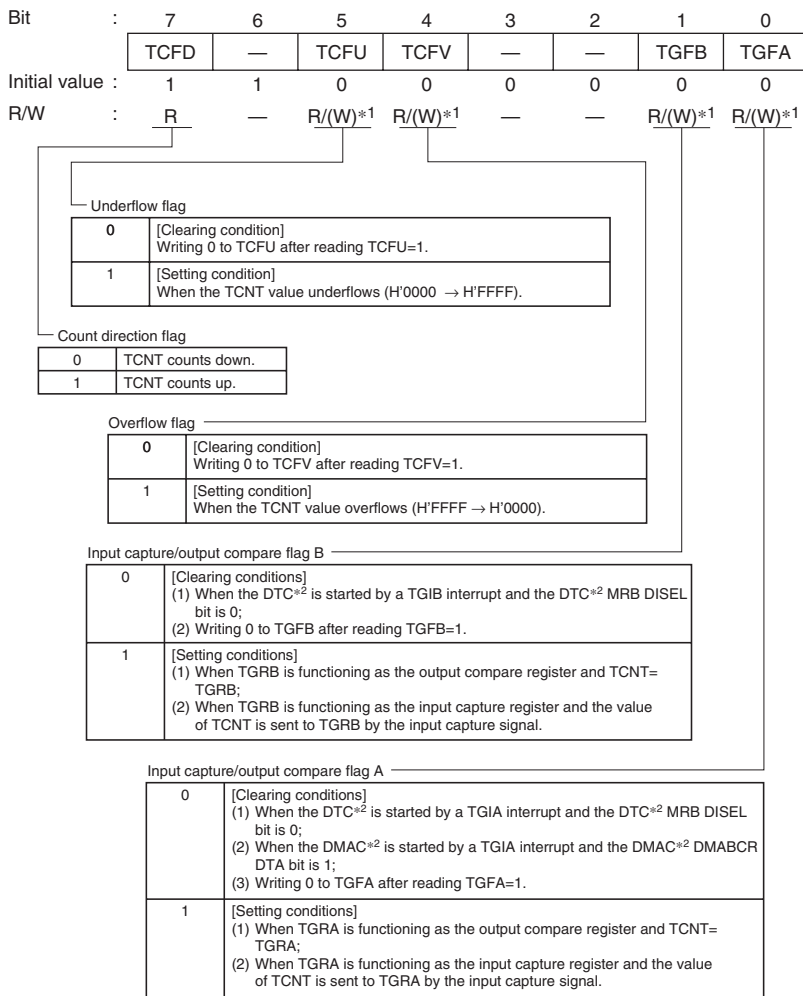 Bit : 7 6 5 4 3 2 1 0
TCFD — TCFU TCFV — — TGFB TGFA
Initial value : 1 1 0 0 0 0 0 0
R/W : R — R/(W)*1 R/(W)*1 — — R/(W)*1 R/(W)*1
Underflow flag
0 [Clearing condition]
Writing 0 to TCFU after reading TCFU=1.
1 [Setting condition]
When the TCNT value underflows (H'0000 → H'FFFF).
Count direction flag
0 TCNT counts down.
1 TCNT counts up.
Overflow flag
0 [Clearing condition]
Writing 0 to TCFV after reading TCFV=1.
1 [Setting condition]
When the TCNT value overflows (H'FFFF → H'0000).
Input capture/output compare flag B
0 [Clearing conditions]
(1) When the DTC*2 is started by a TGIB interrupt and the DTC*2 MRB DISEL
bit is 0;
(2) Writing 0 to TGFB after reading TGFB=1.
1 [Setting conditions]
(1) When TGRB is functioning as the output compare register and TCNT=
TGRB;
(2) When TGRB is functioning as the input capture register and the value
of TCNT is sent to TGRB by the input capture signal.
Input capture/output compare flag A
0 [Clearing conditions]
(1) When the DTC*2 is started by a TGIA interrupt and the DTC*2 MRB DISEL
bit is 0;
(2) When the DMAC*2 is started by a TGIA interrupt and the DMAC*2 DMABCR
DTA bit is 1;
(3) Writing 0 to TGFA after reading TGFA=1.
1 [Setting conditions]
(1) When TGRA is functioning as the output compare register and TCNT=
TGRA;
(2) When TGRA is functioning as the input capture register and the value
of TCNT is sent to TGRA by the input capture signal.